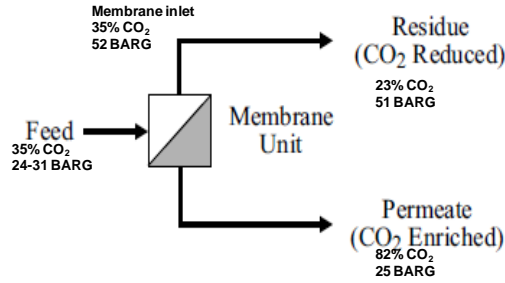 Membrane inlet
35% CO₂
52 BARG
Residue
(CO₂ Reduced)
23% CO₂
51 BARG
Feed
35% CO₂
24-31 BARG
Membrane
Unit
Permeate
(CO₂ Enriched)
82% CO₂
25 BARG